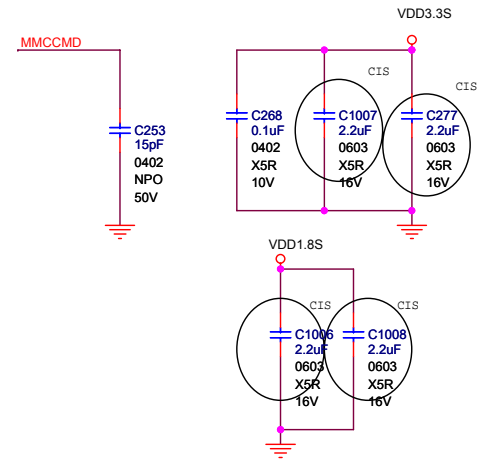 VDD3.3S
MMCCMD
CIS
CIS
C253
15pF
0402
NPO
50V
C268
0.1uF
0402
X5R
10V
C1007
2.2uF
0603
X5R
16V
C277
2.2uF
0603
X5R
16V
VDD1.8S
CIS
CIS
C1006
2.2uF
0603
X5R
16V
C1008
2.2uF
0603
X5R
16V